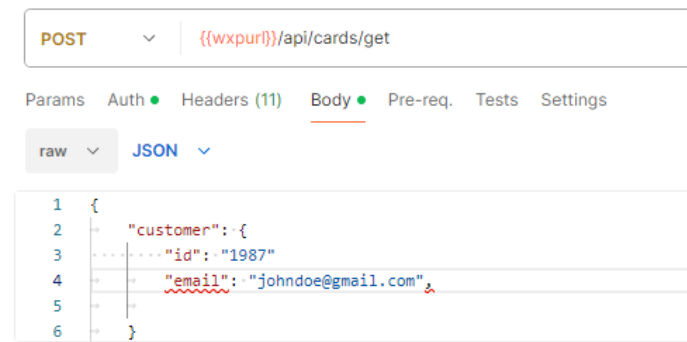 POST {{wxpurl}}/api/cards/get
Params Auth Headers (11) Body Pre-req. Tests Settings
raw JSON
1 {
2 "customer": {
3 "id": "1987"
4 "email": "johndoe@gmail.com",
5
6 }